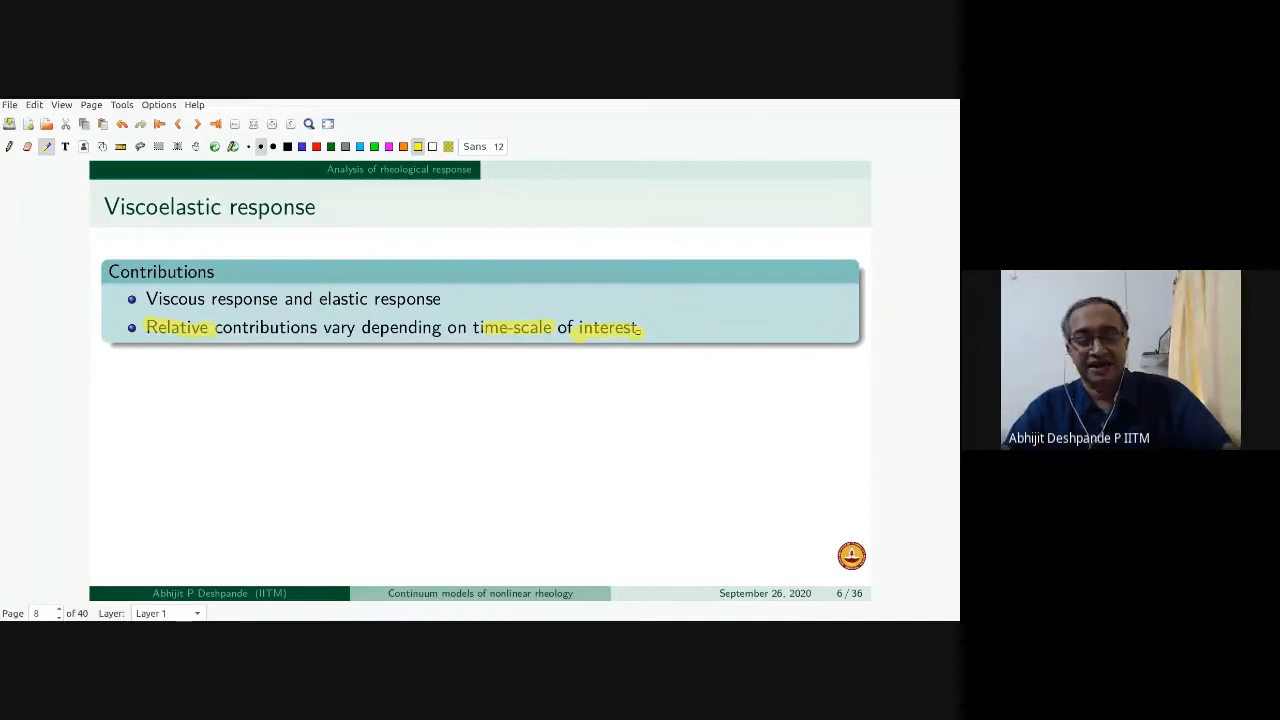 File Edit View Page Tools Options Help
Sans 12
Analysis of rheological response
Viscoelastic response
Contributions
Viscous response and elastic response
Relative contributions vary depending on time-scale of interest
Abhijit Deshpande P IITM
Abhijit P Deshpande (IITM) Continuum models of nonlinear rheology September 26, 2020 6 / 36
Page 8 of 40 Layer: Layer 1